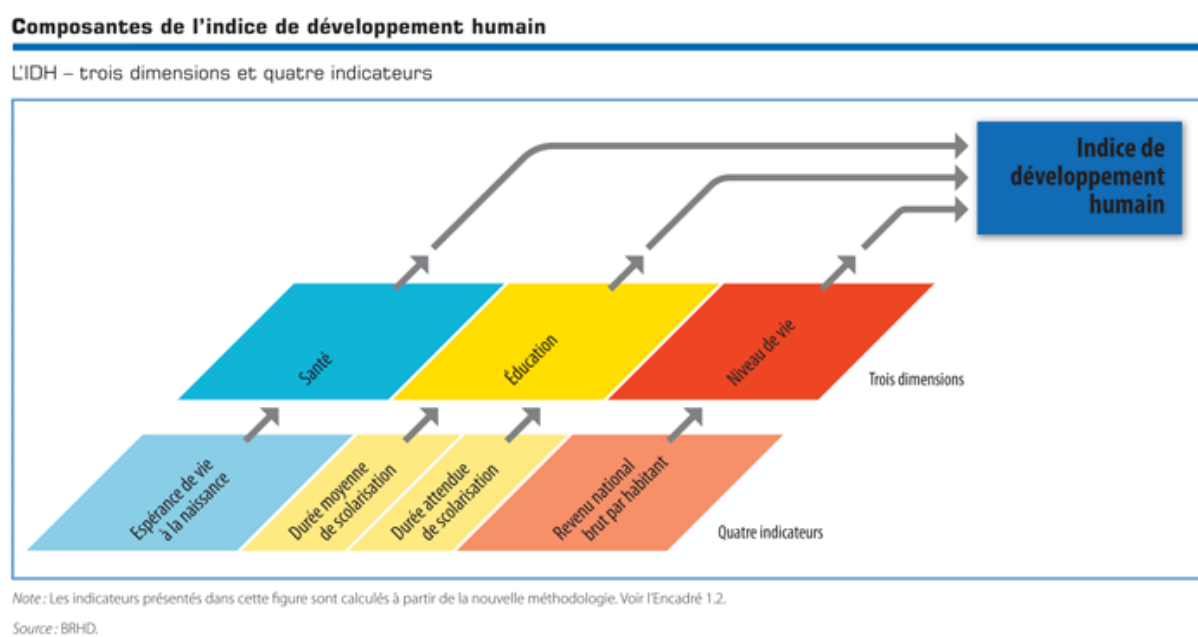 Composantes de l'indice de développement humain
L'IDH – trois dimensions et quatre indicateurs
Indice de
développement
humain
Santé
Éducation
Niveau de vie
Trois dimensions
Espérance de vie
à la naissance
Durée moyenne
de scolarisation
Durée attendue
de scolarisation
Revenu national
brut par habitant
Quatre indicateurs
Note : Les indicateurs présentés dans cette figure sont calculés à partir de la nouvelle méthodologie. Voir l'Encadré 1.2.
Source : BRHD.